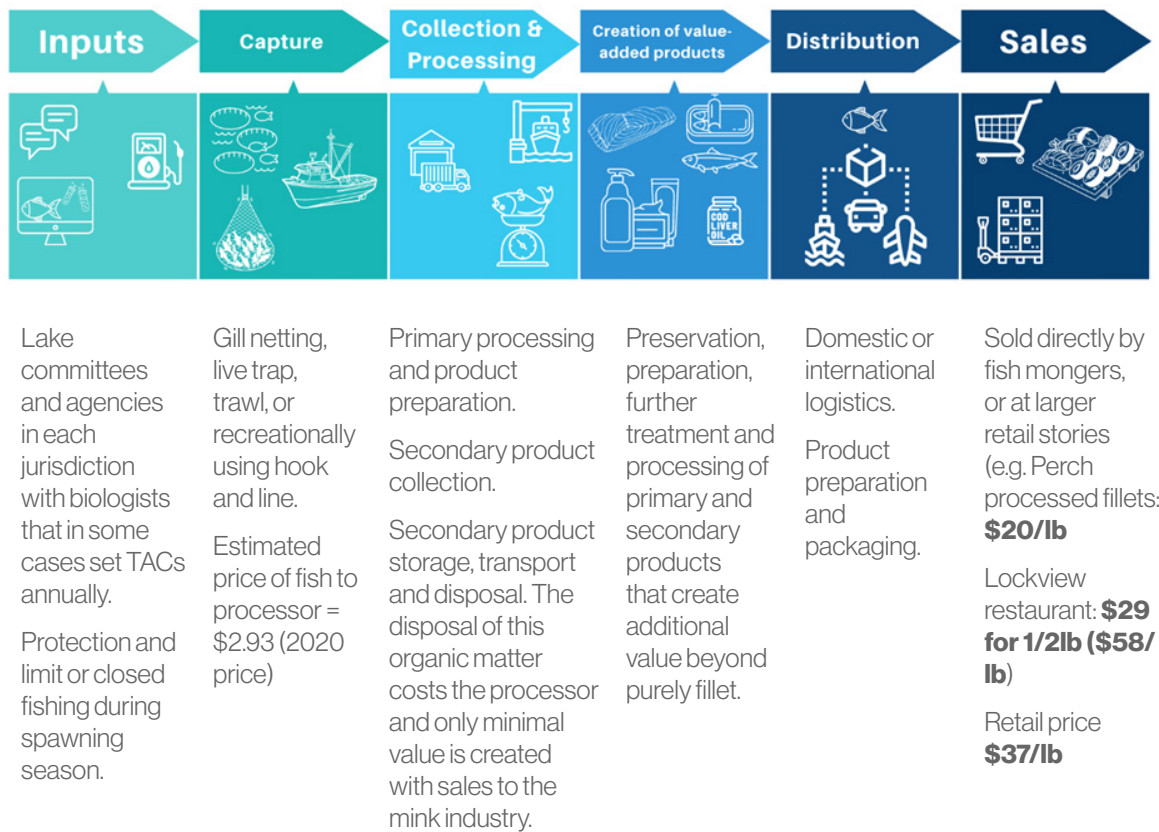 Inputs
Capture
Collection &
Processing
Creation of value-
added products
Distribution
Sales
COD
LIVER
OIL
Lake
committees
and agencies
in each
jurisdiction
with biologists
that in some
cases set TACs
annually.
Protection and
limit or closed
fishing during
spawning
season.
Gill netting,
live trap,
trawl, or
recreationally
using hook
and line.
Estimated
price of fish to
processor =
$2.93 (2020
price)
Primary processing
and product
preparation.
Secondary product
collection.
Secondary product
storage, transport
and disposal. The
disposal of this
organic matter
costs the processor
and only minimal
value is created
with sales to the
mink industry.
Preservation,
preparation,
further
treatment and
processing of
primary and
secondary
products
that create
additional
value beyond
purely fillet.
Domestic or
international
logistics.
Product
preparation
and
packaging.
Sold directly by
fish mongers,
or at larger
retail stories
(e.g. Perch
processed fillets:
$20/lb
Lockview
restaurant: $29
for 1/2lb ($58/
lb)
Retail price
$37/lb